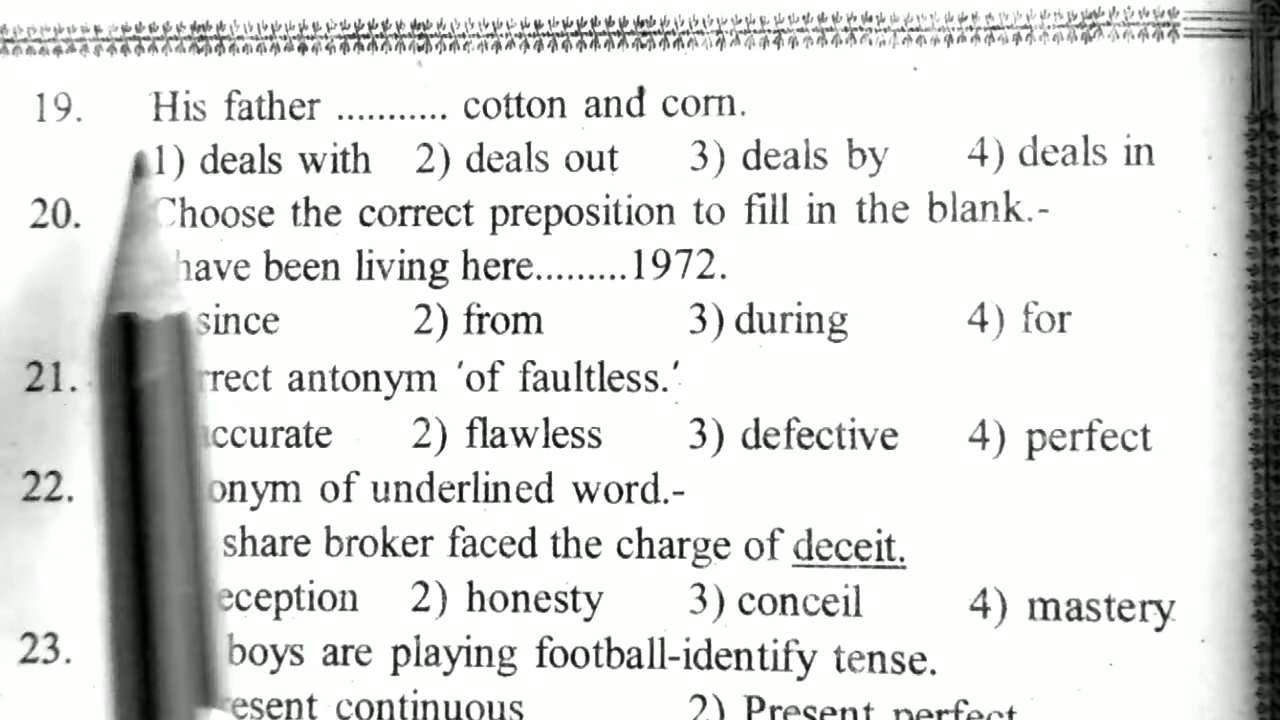 19. His father ........... cotton and corn.
1) deals with 2) deals out 3) deals by 4) deals in
20. Choose the correct preposition to fill in the blank.-
have been living here.........1972.
since 2) from 3) during 4) for
21. rrect antonym 'of faultless.'
ccurate 2) flawless 3) defective 4) perfect
22. onym of underlined word.-
share broker faced the charge of deceit.
eception 2) honesty 3) conceil 4) mastery
23. boys are playing football-identify tense.
esent continuous 2) Present perfect